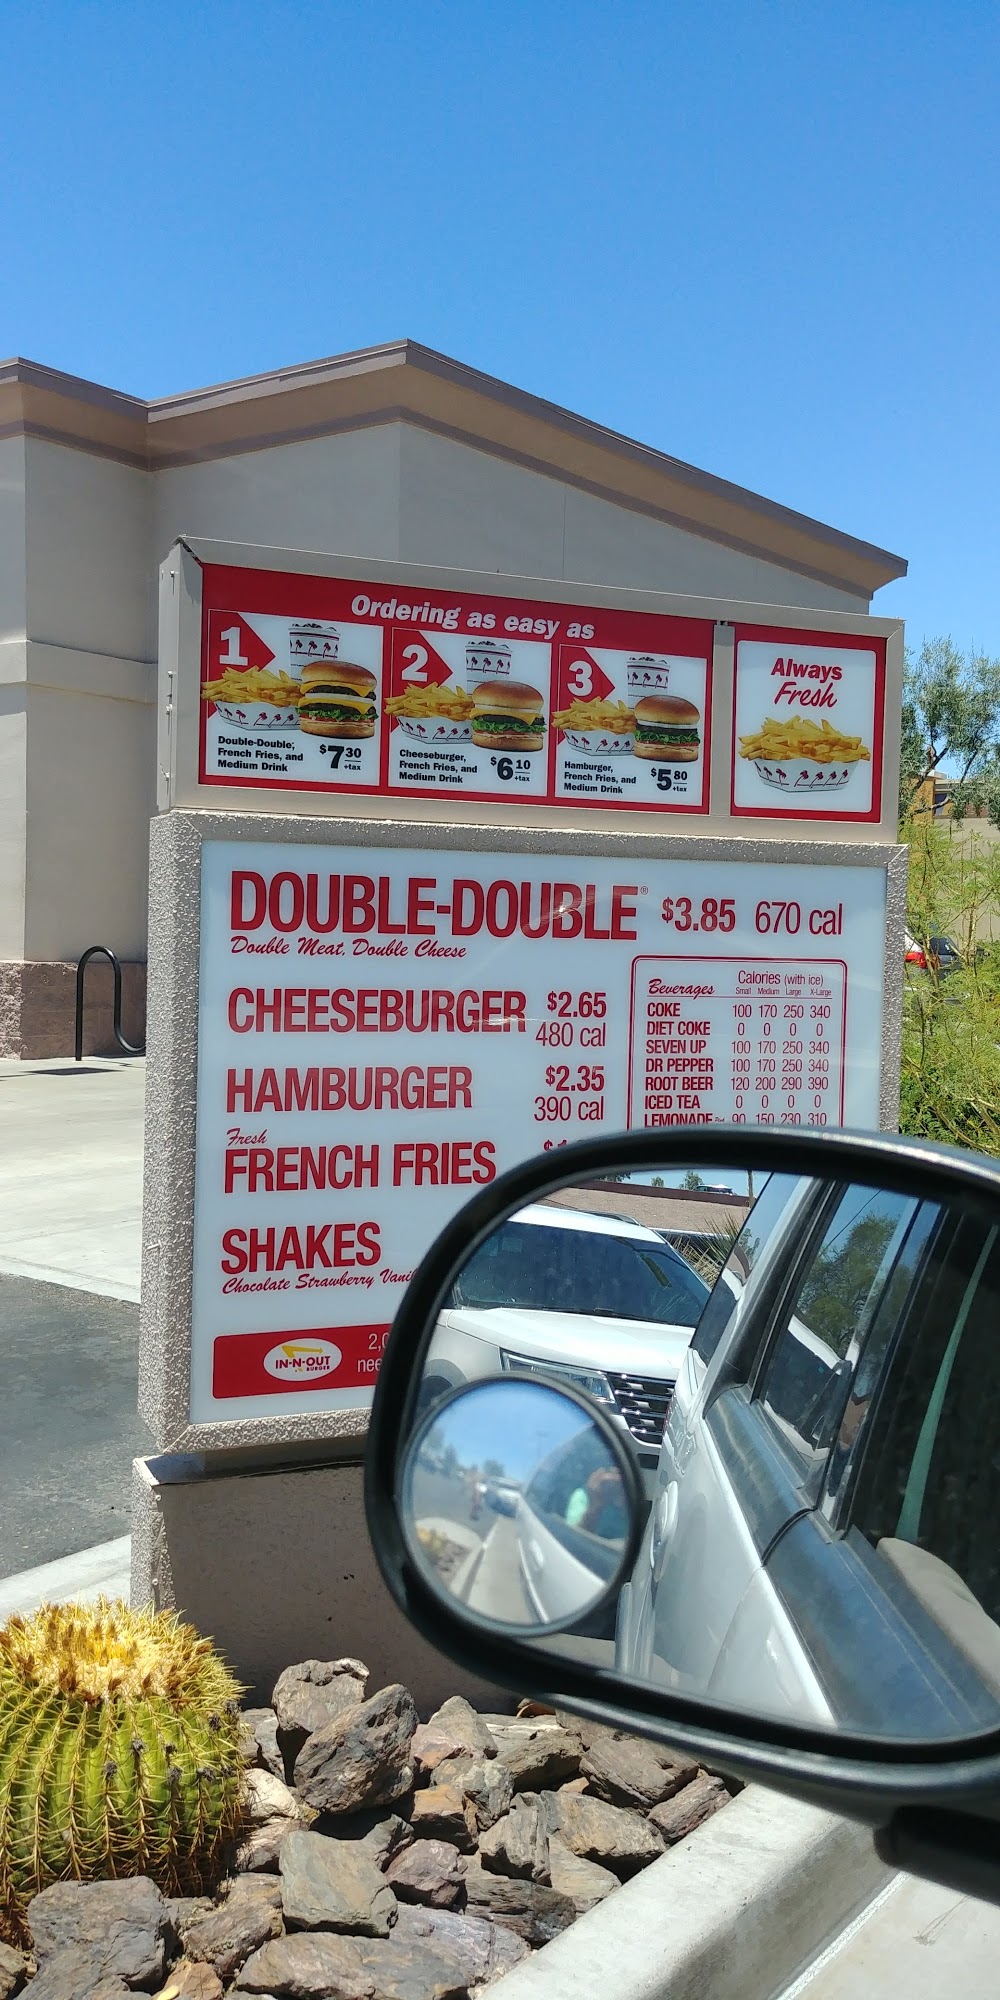 Ordering as easy as
1
Double-Double,
French Fries, and
Medium Drink
$7 30
+tax
2
Cheeseburger,
French Fries, and
Medium Drink
$6 10
+tax
3
Hamburger,
French Fries, and
Medium Drink
$5 80
+tax
Always
Fresh
DOUBLE-DOUBLE® $3.85 670 cal
Double Meat, Double Cheese
CHEESEBURGER $2.65
480 cal
HAMBURGER $2.35
390 cal
Fresh
FRENCH FRIES
SHAKES
Chocolate Strawberry
IN-N-OUT
BURGER
Calories (with ice)
Beverages Small Medium Large X-Large
COKE 100 170 250 340
DIET COKE 0 0 0 0
SEVEN UP 100 170 250 340
DR PEPPER 100 170 250 340
ROOT BEER 120 200 290 390
ICED TEA 0 0 0 0
LEMONADE 90 150 230 310